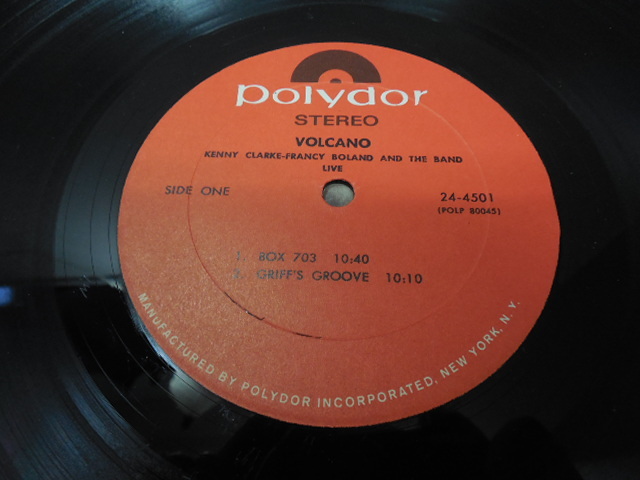 polydor
STEREO
VOLCANO
KENNY CLARKE-FRANCY BOLAND AND THE BAND
LIVE
SIDE ONE
24-4501
(POLP 80045)
1. BOX 703 10:40
2. GRIFF'S GROOVE 10:10
MANUFACTURED BY POLYDOR INCORPORATED, NEW YORK, N. Y.